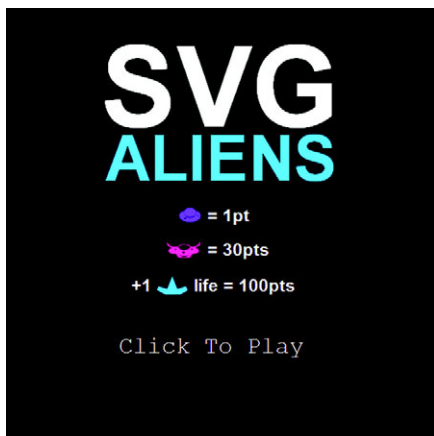 SVG
ALIENS
= 1pt
= 30pts
+1 life = 100pts
Click To Play